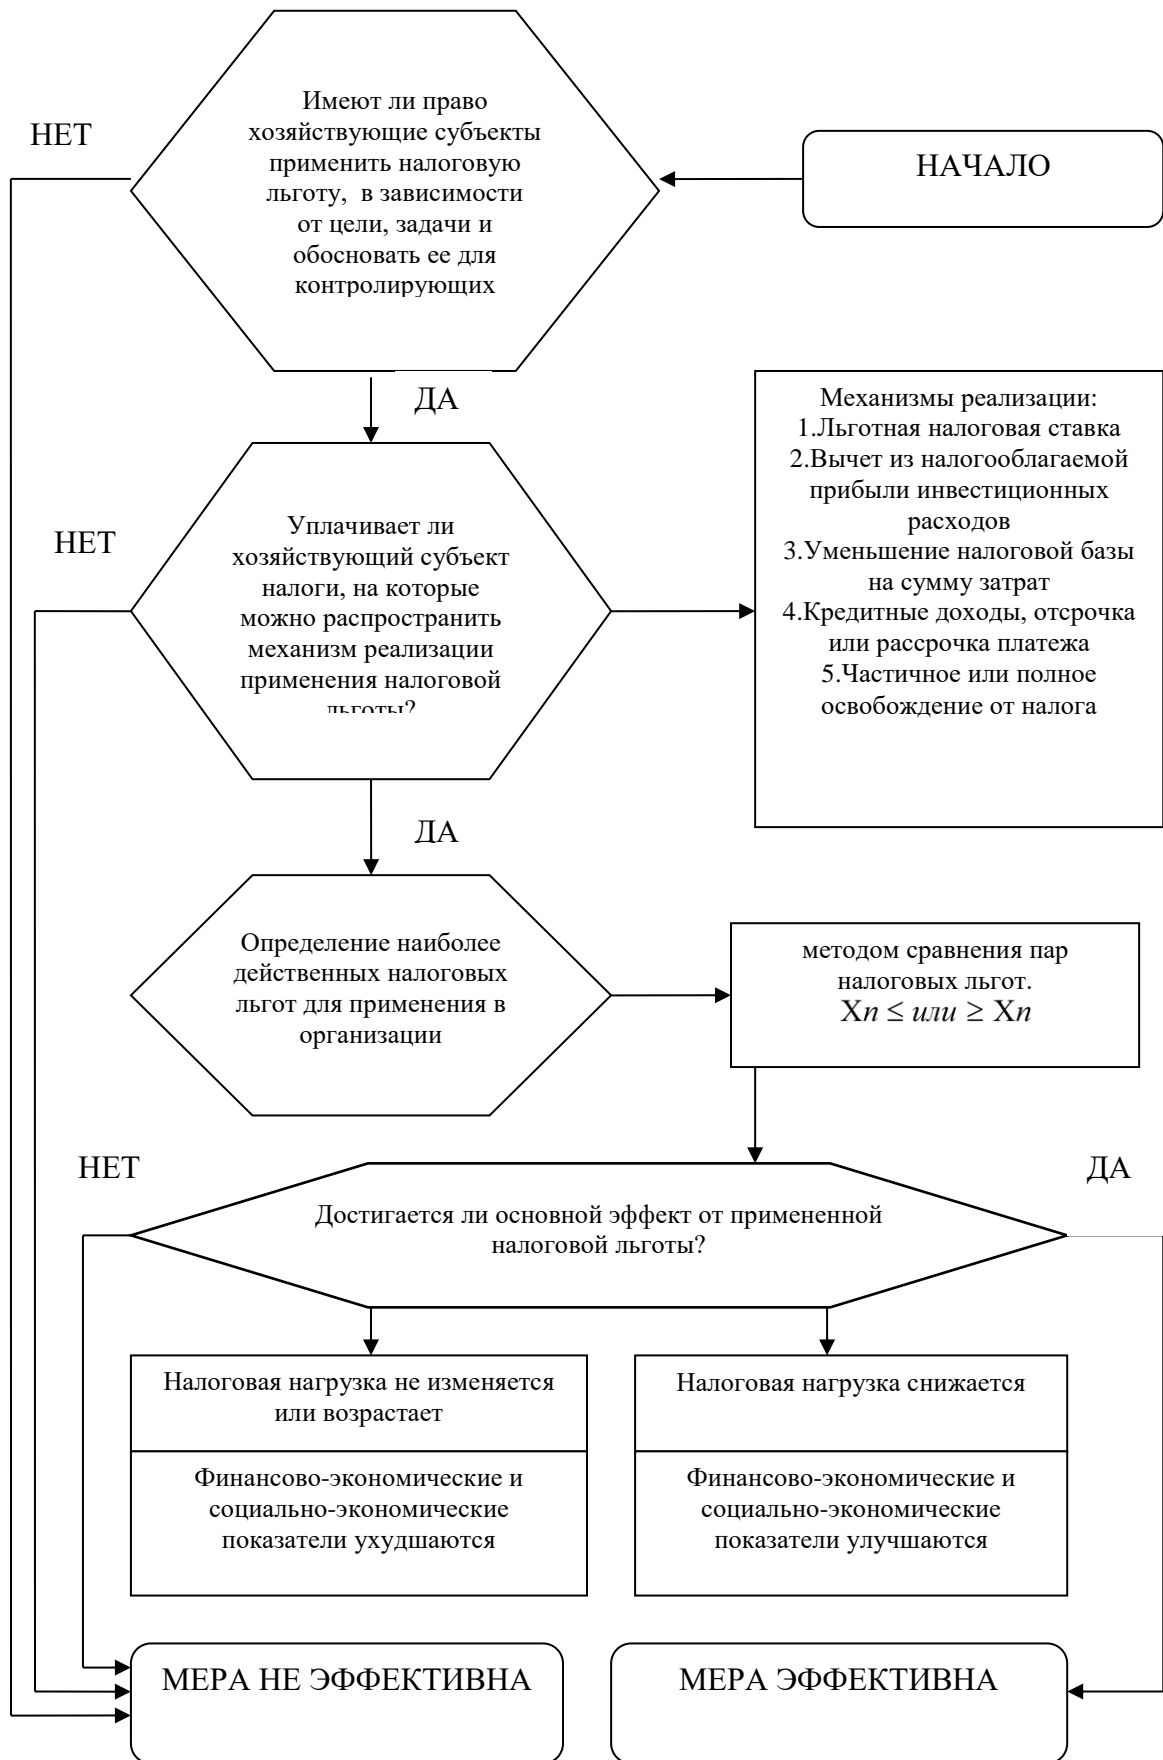 НАЧАЛО
НЕТ
Имеют ли право
хозяйствующие субъекты
применить налоговую
льготу, в зависимости
от цели, задачи и
обосновать ее для
контролирующих
ДА
Механизмы реализации:
1.Льготная налоговая ставка
2.Вычет из налогооблагаемой
прибыли инвестиционных
расходов
3.Уменьшение налоговой базы
на сумму затрат
4.Кредитные доходы, отсрочка
или рассрочка платежа
5.Частичное или полное
освобождение от налога
НЕТ
Уплачивает ли
хозяйствующий субъект
налоги, на которые
можно распространить
механизм реализации
применения налоговой
льготы?
ДА
Определение наиболее
действенных налоговых
льгот для применения в
организации
методом сравнения пар
налоговых льгот.
Xn ≤ или ≥ Xn
НЕТ
ДА
Достигается ли основной эффект от примененной
налоговой льготы?
Налоговая нагрузка не изменяется
или возрастает
Финансово-экономические и
социально-экономические
показатели ухудшаются
Налоговая нагрузка снижается
Финансово-экономические и
социально-экономические
показатели улучшаются
МЕРА НЕ ЭФФЕКТИВНА
МЕРА ЭФФЕКТИВНА